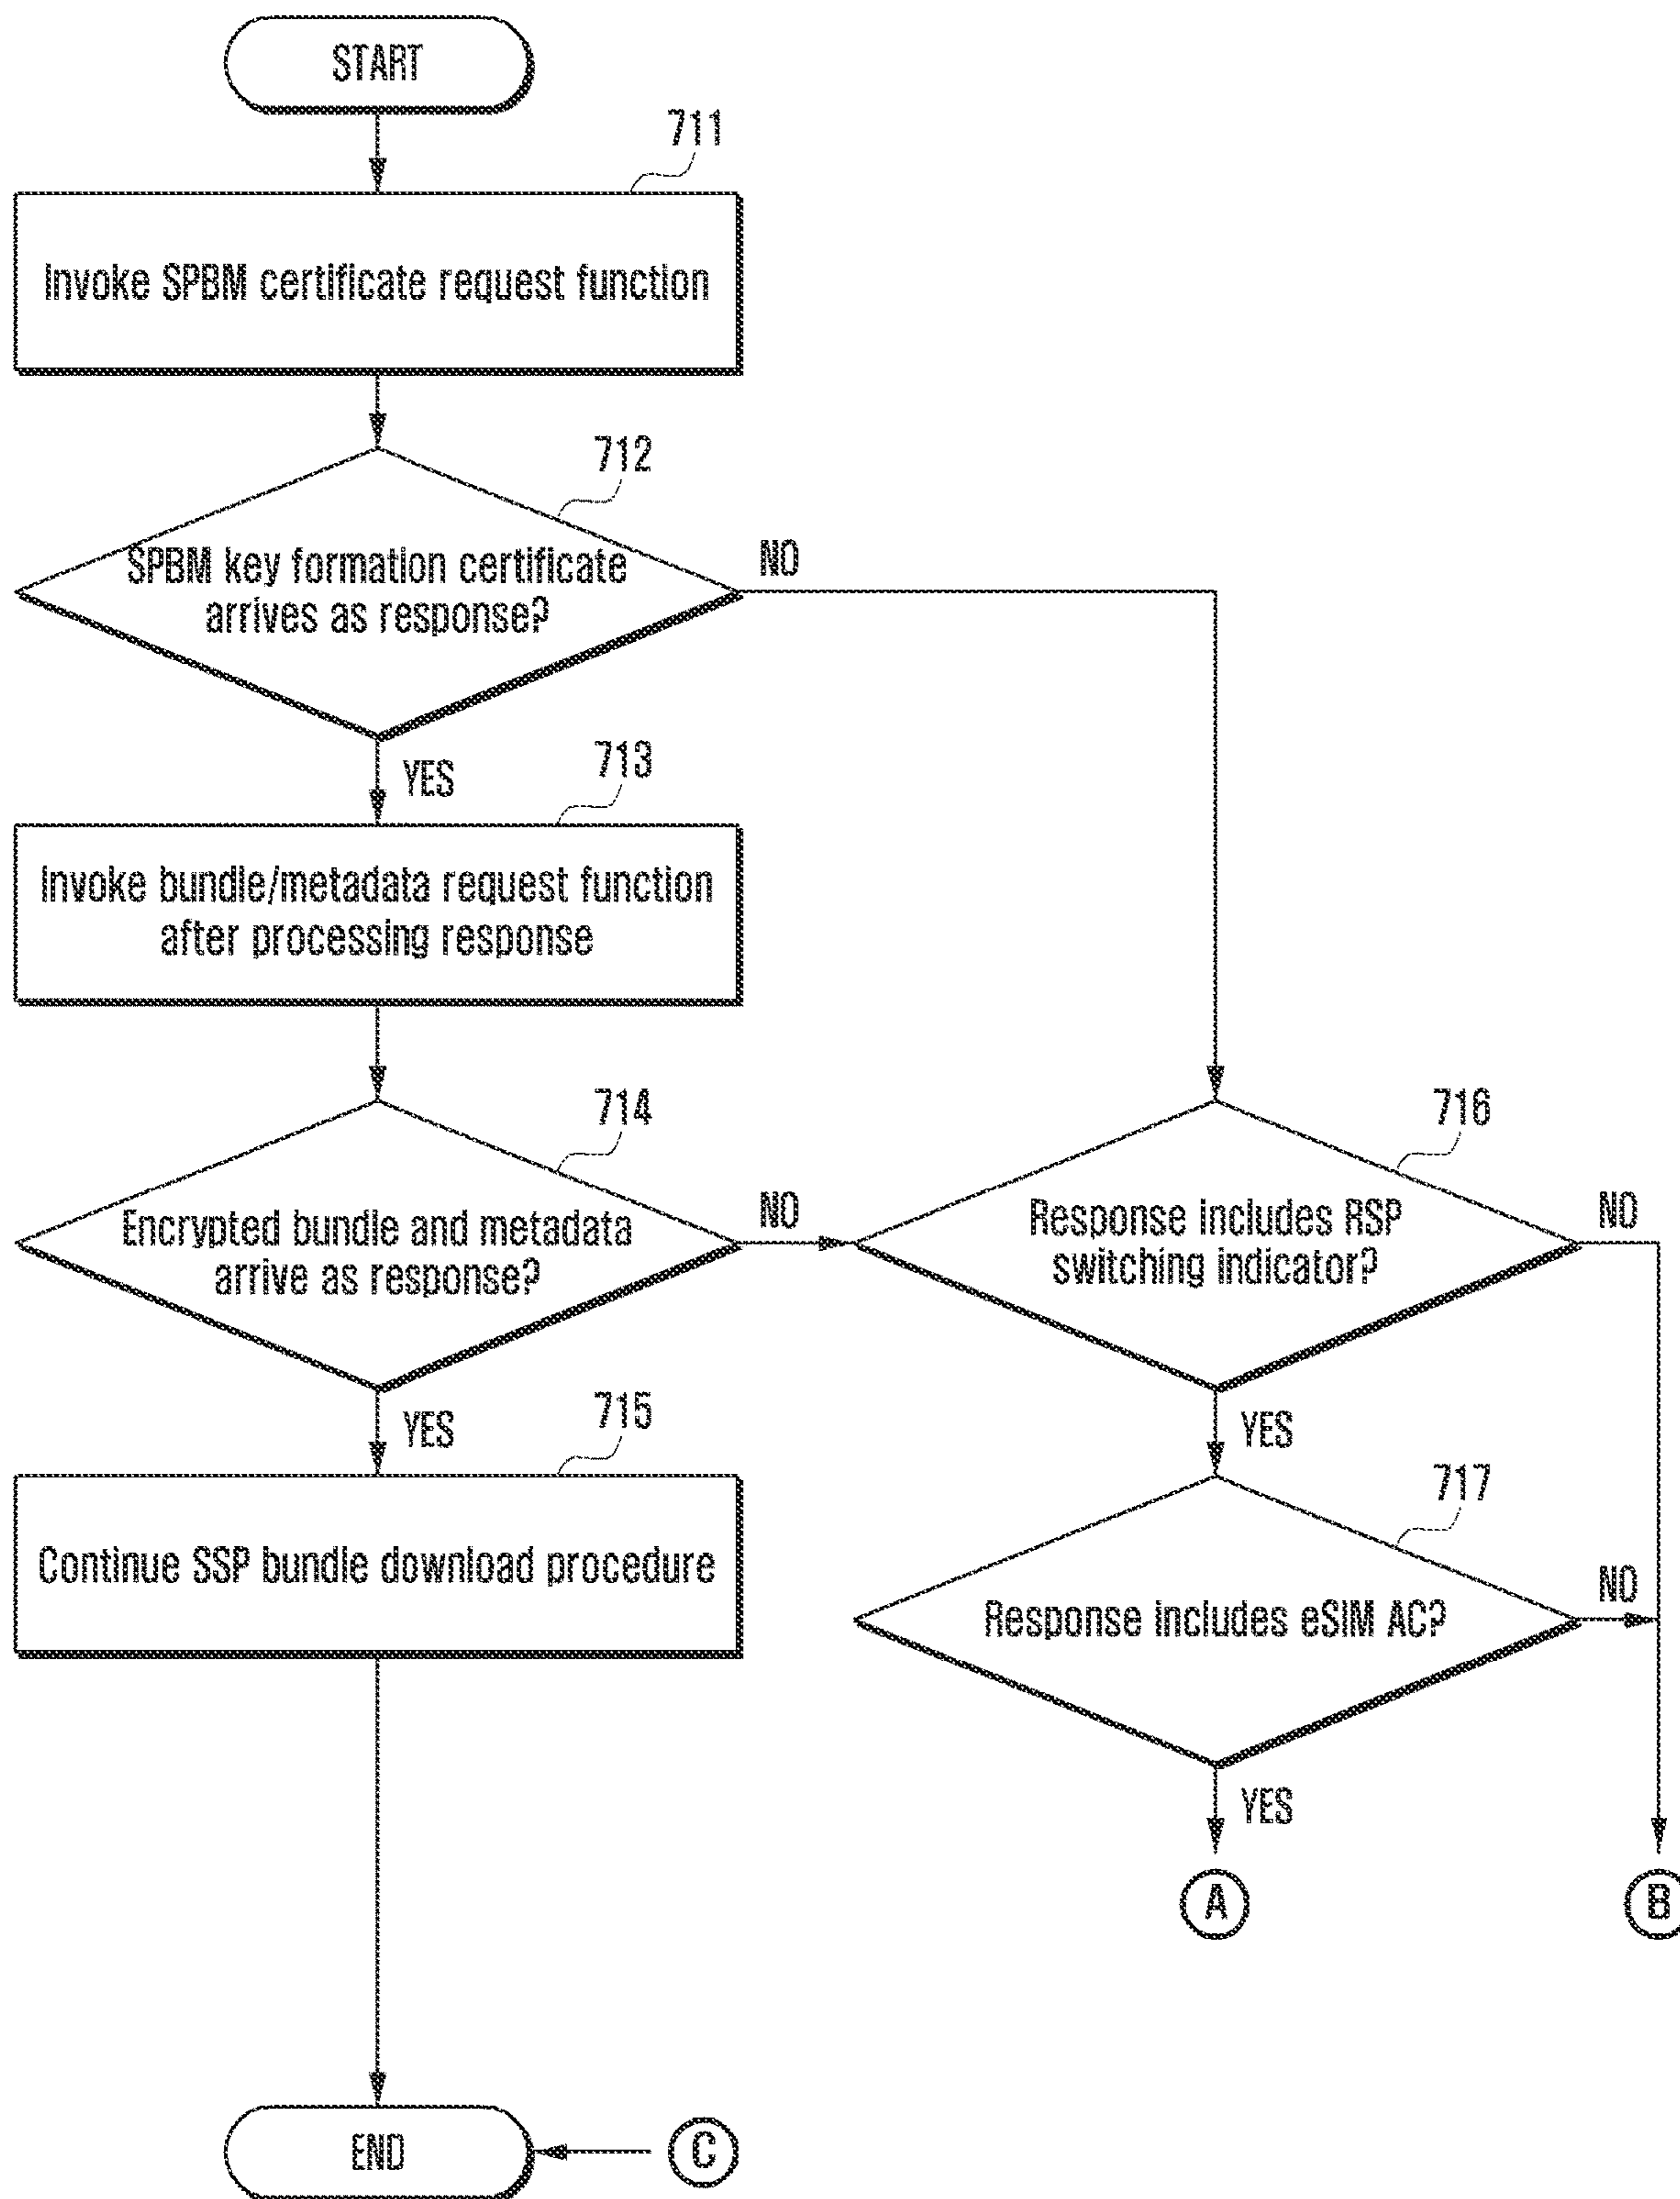 START
711
Invoke SPBM certificate request function
712
SPBM key formation certificate
arrives as response?
NO
YES
713
Invoke bundle/metadata request function
after processing response
714
Encrypted bundle and metadata
arrive as response?
NO
716
Response includes RSP
switching indicator?
NO
YES
715
Continue SSP bundle download procedure
YES
717
Response includes eSIM AC?
NO
YES
A
B
END
C